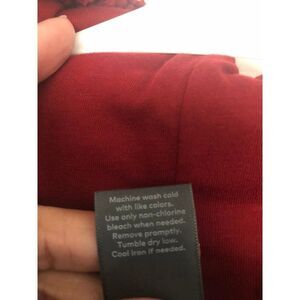 Machine wash cold
with like colors.
Use only non-chlorine
bleach when needed.
Remove promptly.
Tumble dry low.
Cool iron if needed.